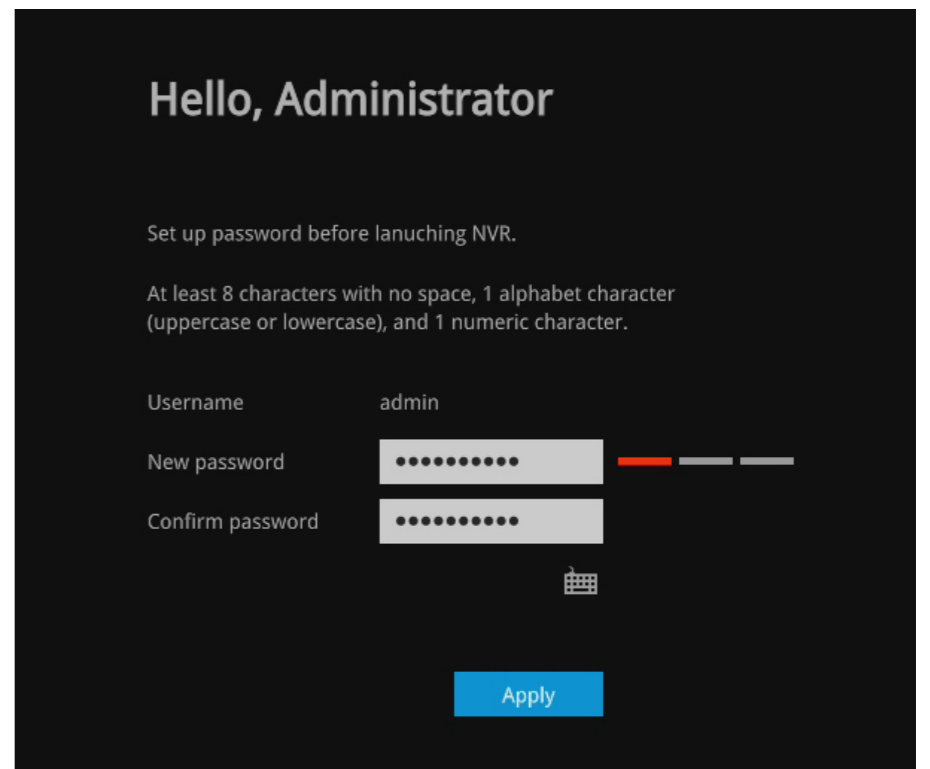 Hello, Administrator
Set up password before lanuching NVR.
At least 8 characters with no space, 1 alphabet character
(uppercase or lowercase), and 1 numeric character.
Username admin
New password ••••••••••
Confirm password ••••••••••
Apply